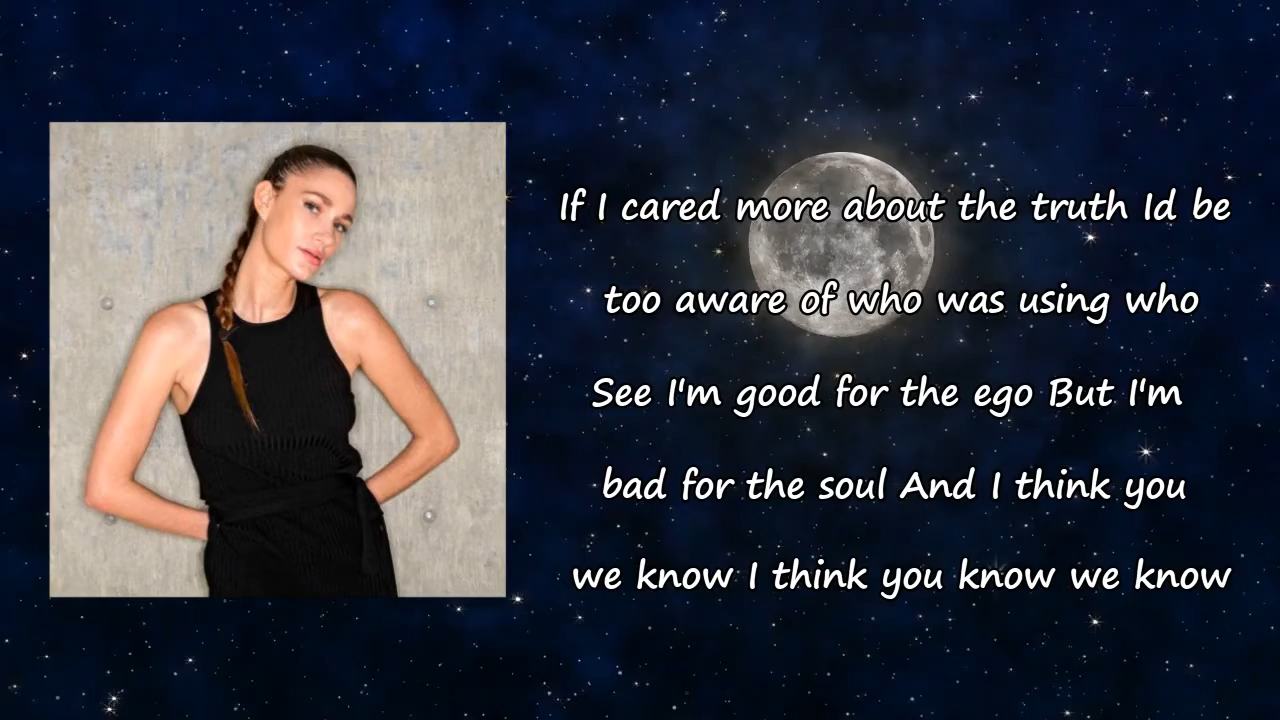 If I cared more about the truth Id be
too aware of who was using who
See I'm good for the ego But I'm
bad for the soul And I think you
we know I think you know we know